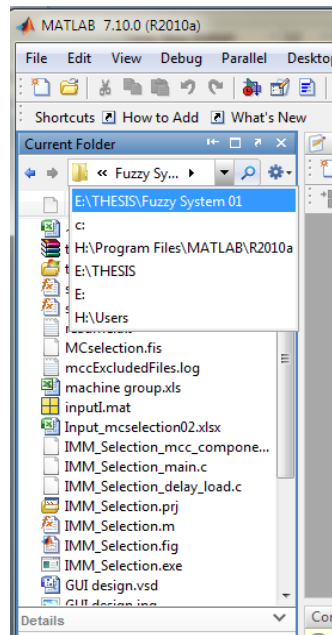 MATLAB 7.10.0 (R2010a)
File Edit View Debug Parallel Deskto
Shortcuts How to Add What's New
Current Folder
« Fuzzy Sy...
E:\THESIS\Fuzzy System 01
c:
H:\Program Files\MATLAB\R2010a
E:\THESIS
E:
H:\Users
MCselection.fis
mccExcludedFiles.log
machine group.xls
inputI.mat
Input_mcselection02.xlsx
IMM_Selection_mcc_compone...
IMM_Selection_main.c
IMM_Selection_delay_load.c
IMM_Selection.prj
IMM_Selection.m
IMM_Selection.fig
IMM_Selection.exe
GUI design.vsd
Details
Co